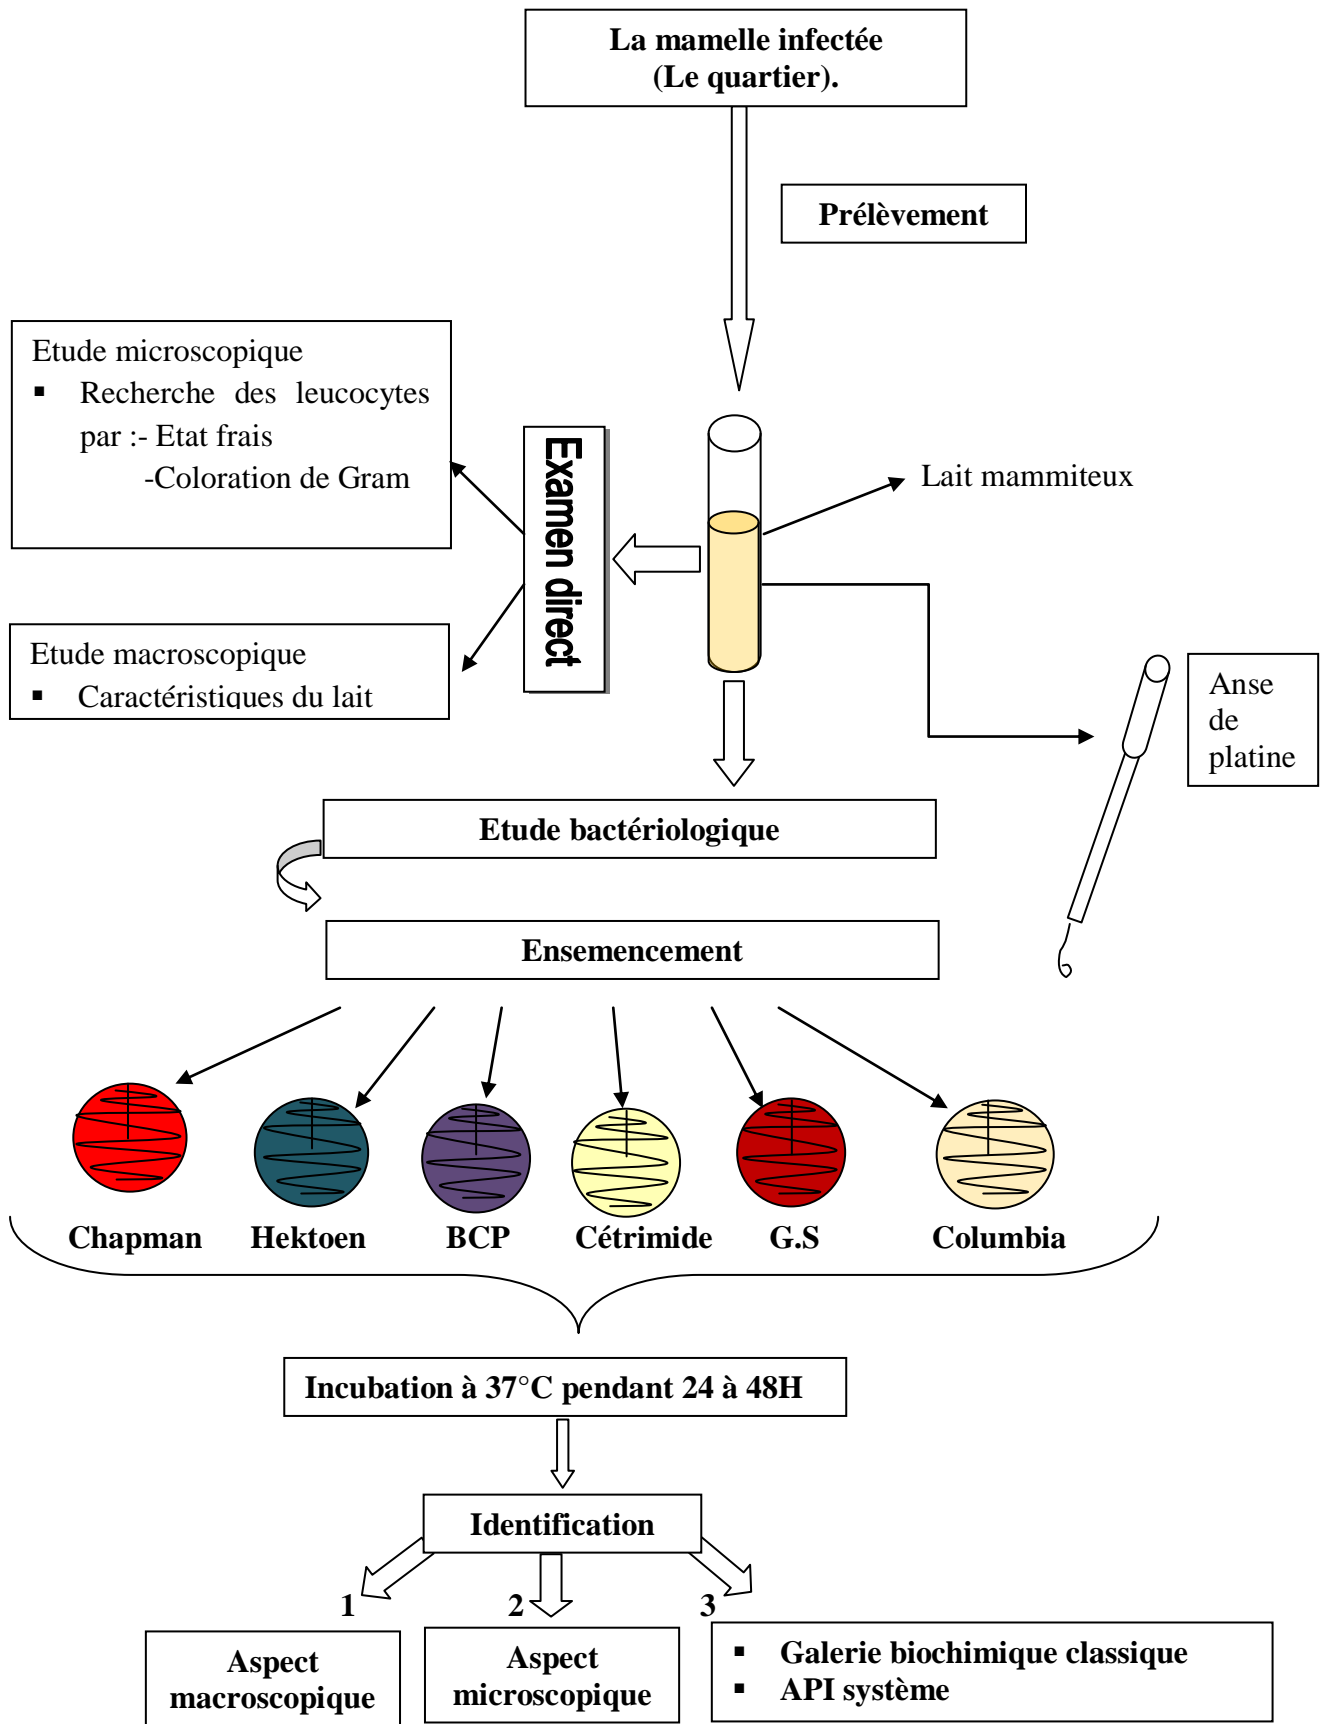 La mamelle infectée
(Le quartier).
Prélèvement
Etude microscopique
▪ Recherche des leucocytes
par :- Etat frais
-Coloration de Gram
Examen direct
Lait mammiteux
Etude macroscopique
▪ Caractéristiques du lait
Anse
de
platine
Etude bactériologique
Ensemencement
Chapman Hektoen BCP Cétrimide G.S Columbia
Incubation à 37°C pendant 24 à 48H
Identification
1 2 3
Aspect
macroscopique
Aspect
microscopique
▪ Galerie biochimique classique
▪ API système